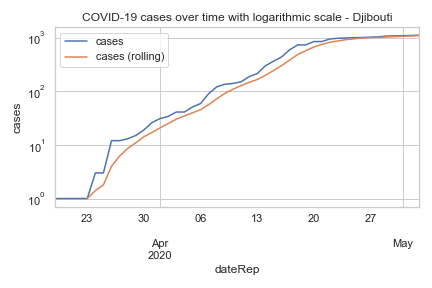 COVID-19 cases over time with logarithmic scale - Djibouti
cases
cases (rolling)
cases
10³
10²
10¹
10⁰
23 30 06 13 20 27
Apr May
2020
dateRep